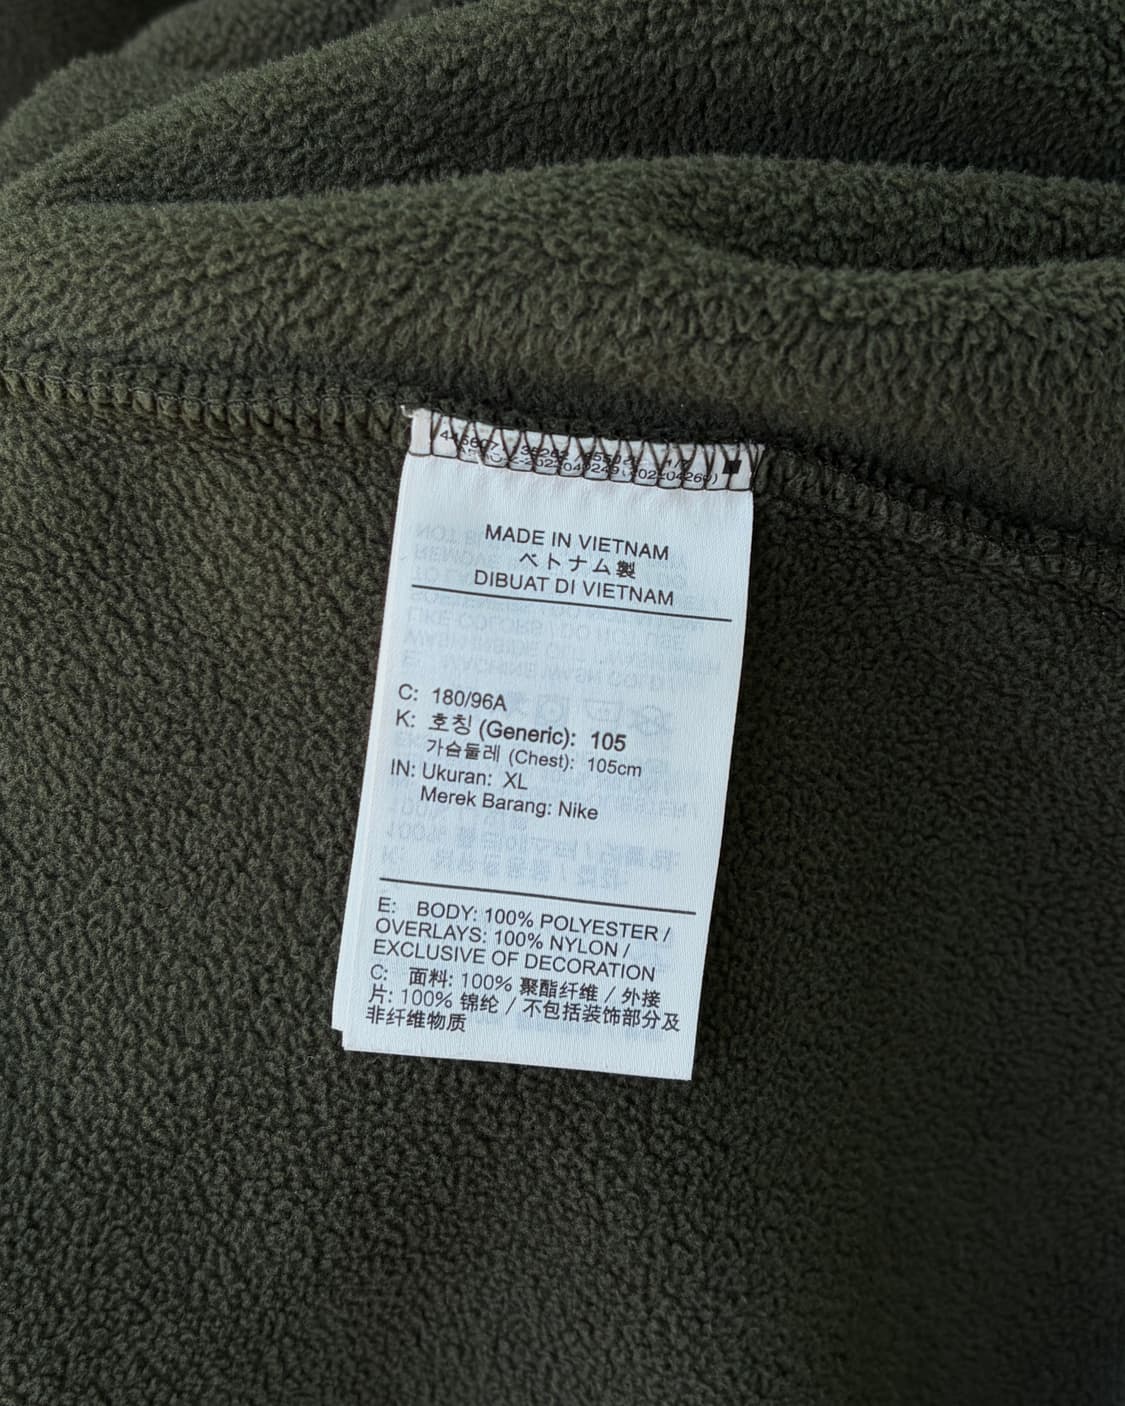 MADE IN VIETNAM
ベトナム製
DIBUAT DI VIETNAM
C: 180/96A
K: 호칭 (Generic): 105
가슴둘레 (Chest): 105cm
IN: Ukuran: XL
Merek Barang: Nike
E: BODY: 100% POLYESTER /
OVERLAYS: 100% NYLON /
EXCLUSIVE OF DECORATION
C: 面料: 100% 聚酯纤维 / 外接
片: 100% 锦纶 / 不包括装饰部分及
非纤维物质